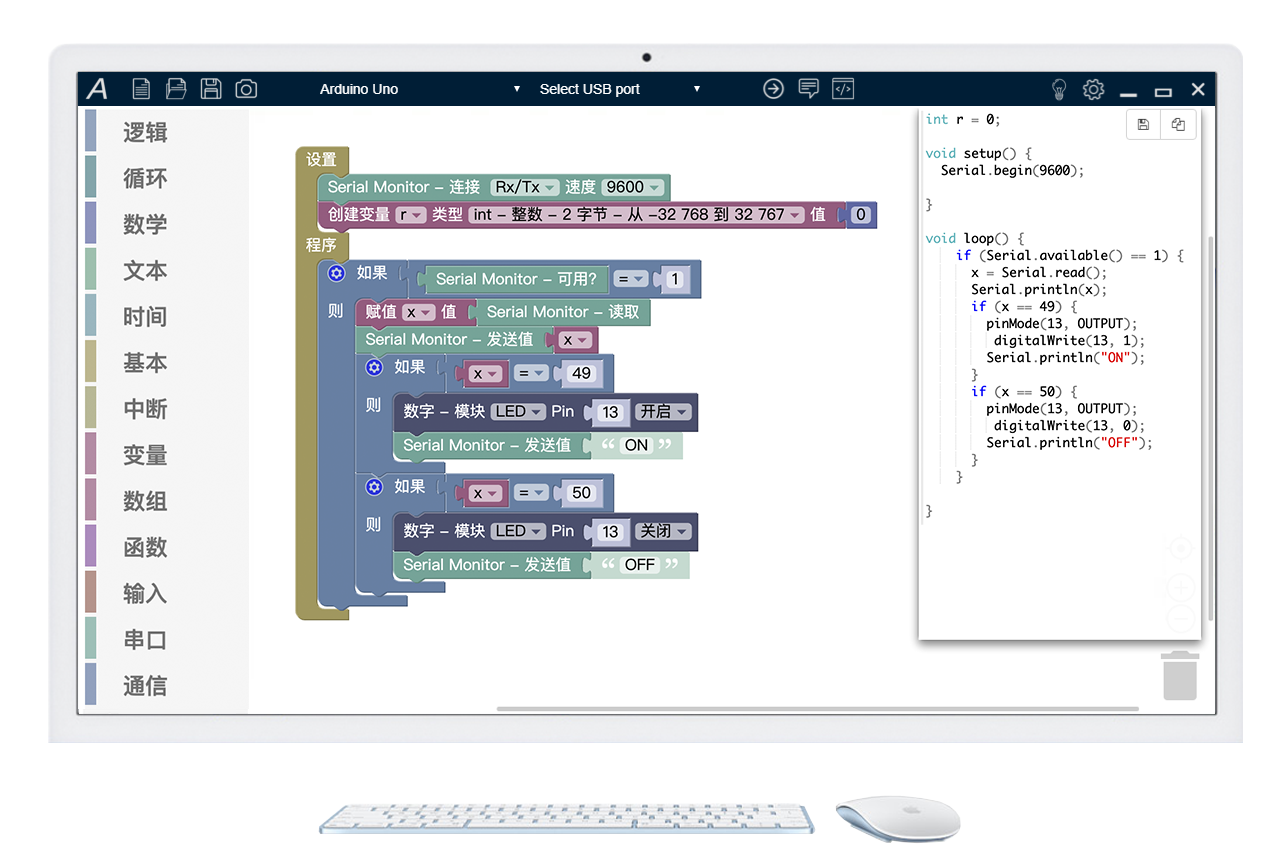 A Arduino Uno Select USB port
逻辑
循环
数学
文本
时间
基本
中断
变量
数组
函数
输入
串口
通信
设置
Serial Monitor – 连接 Rx/Tx 速度 9600
创建变量 r 类型 int – 整数 – 2 字节 – 从 –32 768 到 32 767 值 0
程序
如果 Serial Monitor – 可用? = 1
则 赋值 x 值 Serial Monitor – 读取
Serial Monitor – 发送值 x
如果 x = 49
则 数字 – 模块 LED Pin 13 开启
Serial Monitor – 发送值 “ ON ”
如果 x = 50
则 数字 – 模块 LED Pin 13 关闭
Serial Monitor – 发送值 “ OFF ”
int r = 0;
void setup() {
Serial.begin(9600);
}
void loop() {
if (Serial.available() == 1) {
x = Serial.read();
Serial.println(x);
if (x == 49) {
pinMode(13, OUTPUT);
digitalWrite(13, 1);
Serial.println("ON");
}
if (x == 50) {
pinMode(13, OUTPUT);
digitalWrite(13, 0);
Serial.println("OFF");
}
}
}